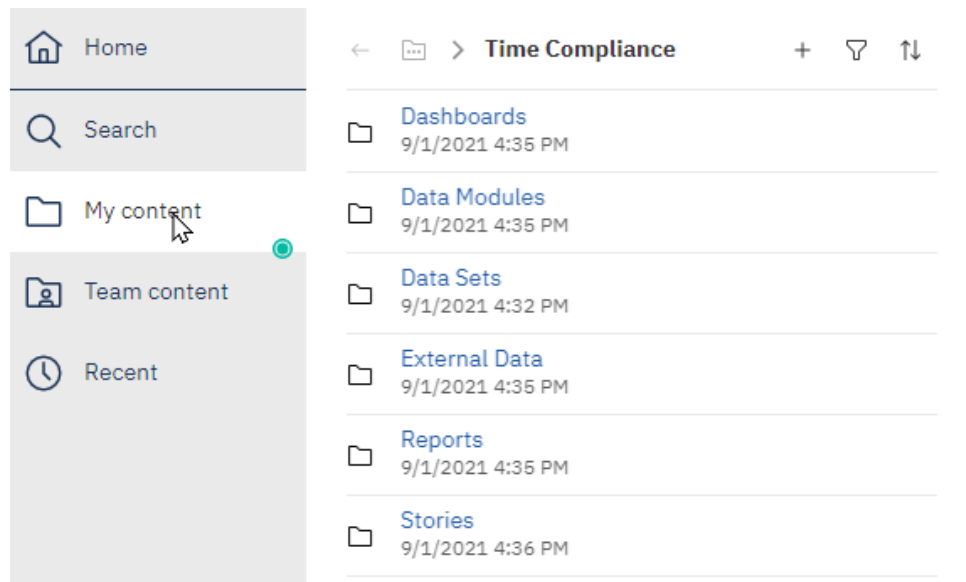 Home
Search
My content
Team content
Recent
Time Compliance
Dashboards
9/1/2021 4:35 PM
Data Modules
9/1/2021 4:35 PM
Data Sets
9/1/2021 4:32 PM
External Data
9/1/2021 4:35 PM
Reports
9/1/2021 4:35 PM
Stories
9/1/2021 4:36 PM